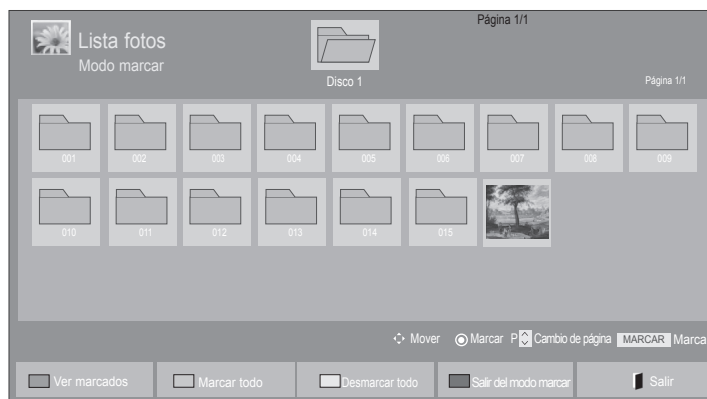 Página 1/1
Lista fotos
Modo marcar
Disco 1
Página 1/1
001 002 003 004 005 006 007 008 009
010 011 012 013 014 015
Mover Marcar P Cambio de página MARCAR Marca
Ver marcados Marcar todo Desmarcar todo Salir del modo marcar Salir